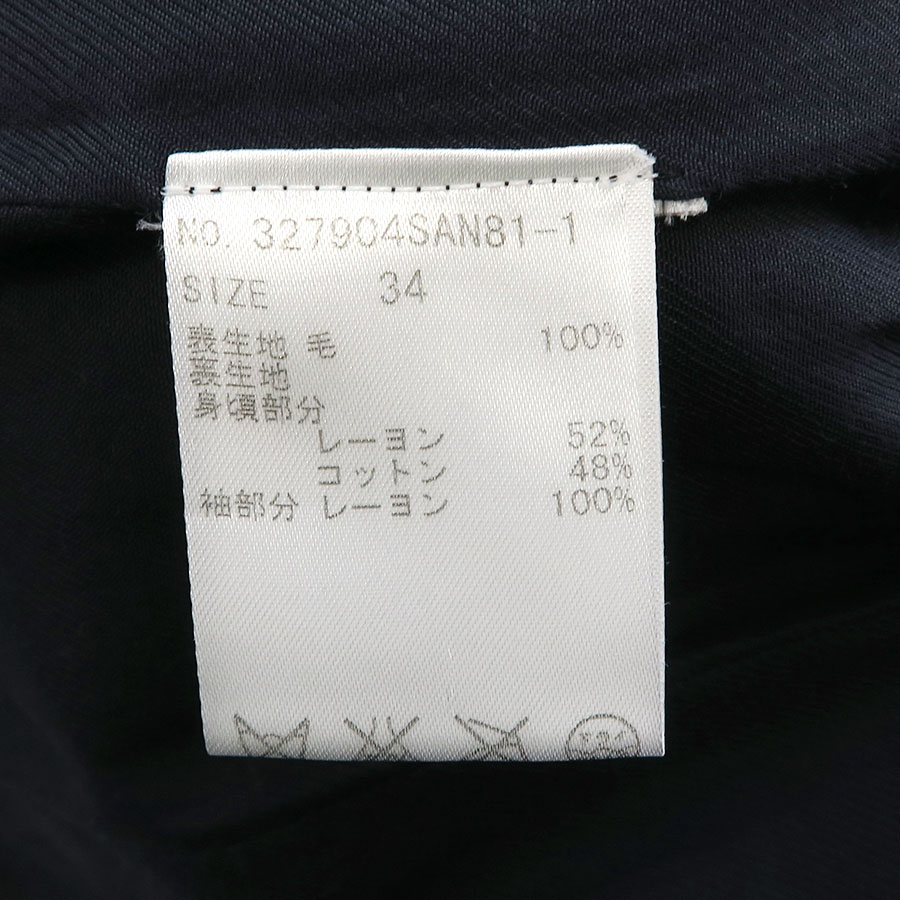 NO. 327904SAN81-1
SIZE 34
表生地 毛 100%
裏生地
身頃部分
レーヨン 52%
コットン 48%
袖部分 レーヨン 100%